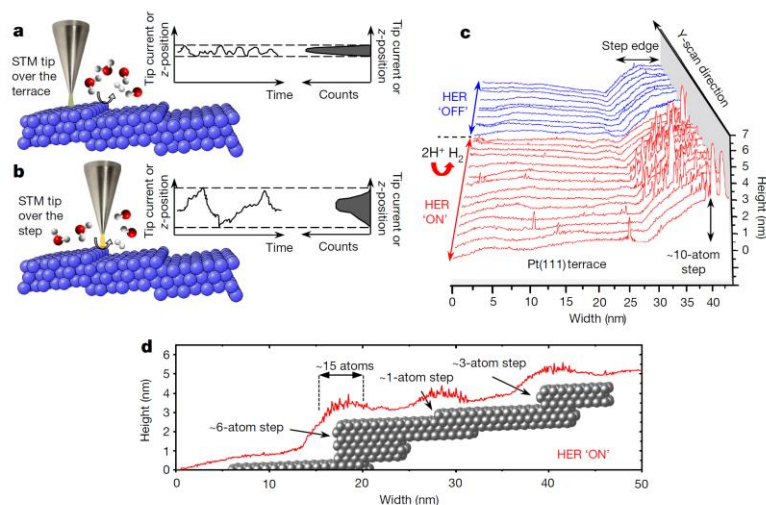 a
STM tip
over the
terrace
Tip current or
z-position
Time
Counts
Tip current or
z-position
b
STM tip
over the
step
Tip current or
z-position
Time
Counts
Tip current or
z-position
c
Step edge
Y-scan direction
HER
'OFF'
2H⁺ H₂
HER
'ON'
Pt(111) terrace
~10-atom
step
7
6
5
4
3
2
1
0
Height (nm)
0 5 10 15 20 25 30 35 40
Width (nm)
d
~15 atoms
~1-atom step
~3-atom step
~6-atom step
HER 'ON'
6
5
4
3
2
1
0
Height (nm)
0 10 20 30 40 50
Width (nm)